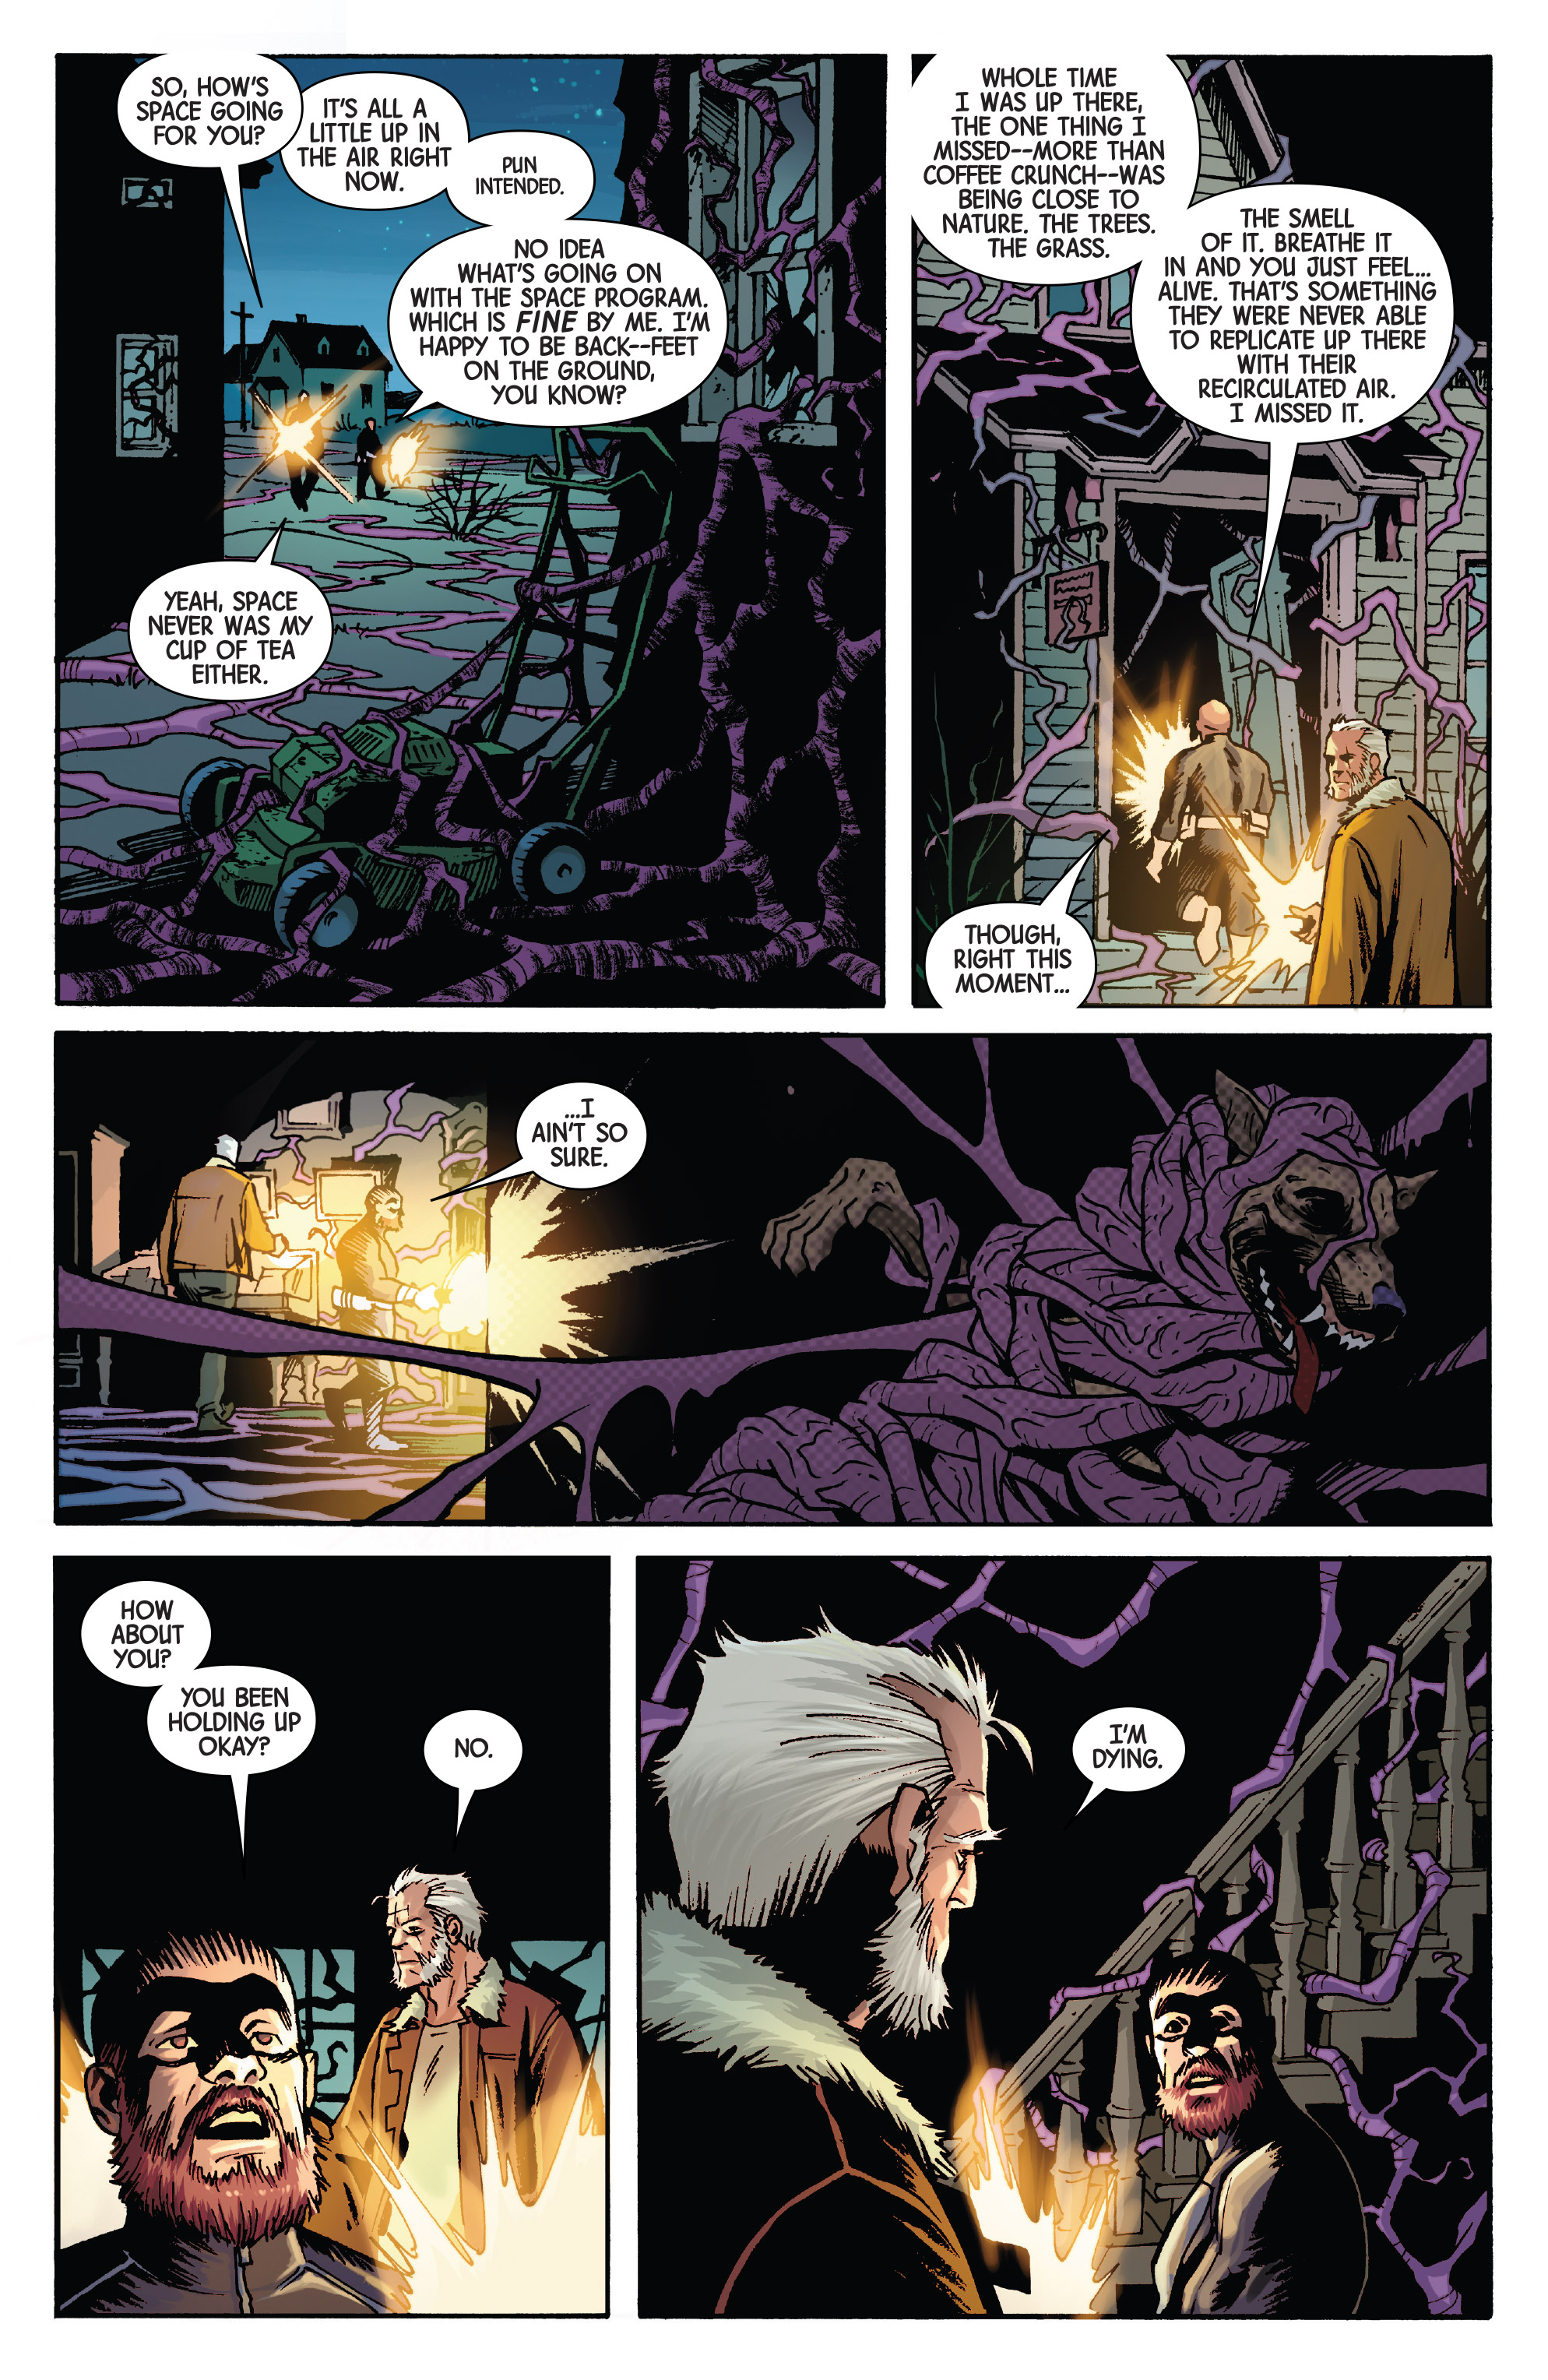 SO, HOW'S
SPACE GOING
FOR YOU?
IT'S ALL A
LITTLE UP IN
THE AIR RIGHT
NOW.
PUN
INTENDED.
NO IDEA
WHAT'S GOING ON
WITH THE SPACE PROGRAM.
WHICH IS FINE BY ME. I'M
HAPPY TO BE BACK--FEET
ON THE GROUND,
YOU KNOW?
YEAH, SPACE
NEVER WAS MY
CUP OF TEA
EITHER.
WHOLE TIME
I WAS UP THERE,
THE ONE THING I
MISSED--MORE THAN
COFFEE CRUNCH--WAS
BEING CLOSE TO
NATURE. THE TREES.
THE GRASS.
THE SMELL
OF IT. BREATHE IT
IN AND YOU JUST FEEL...
ALIVE. THAT'S SOMETHING
THEY WERE NEVER ABLE
TO REPLICATE UP THERE
WITH THEIR
RECIRCULATED AIR.
I MISSED IT.
THOUGH,
RIGHT THIS
MOMENT...
...I
AIN'T SO
SURE.
HOW
ABOUT
YOU?
YOU BEEN
HOLDING UP
OKAY?
NO.
I'M
DYING.